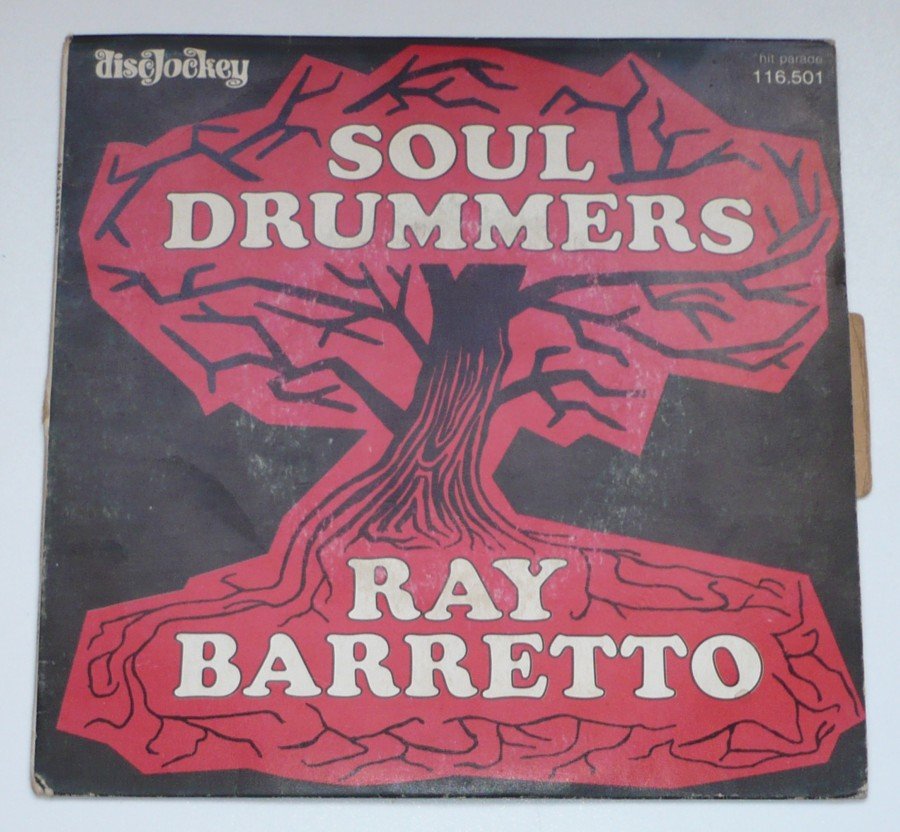 discJockey
hit parade
116.501
SOUL
DRUMMERS
RAY
BARRETTO